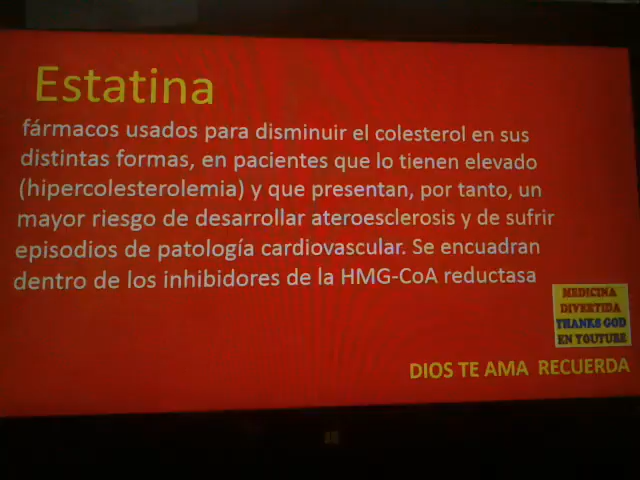 Estatina
fármacos usados para disminuir el colesterol en sus
distintas formas, en pacientes que lo tienen elevado
(hipercolesterolemia) y que presentan, por tanto, un
mayor riesgo de desarrollar ateroesclerosis y de sufrir
episodios de patología cardiovascular. Se encuadran
dentro de los inhibidores de la HMG-CoA reductasa
MEDICINA
DIVERTIDA
THANKS GOD
EN YOUTUBE
DIOS TE AMA RECUERDA